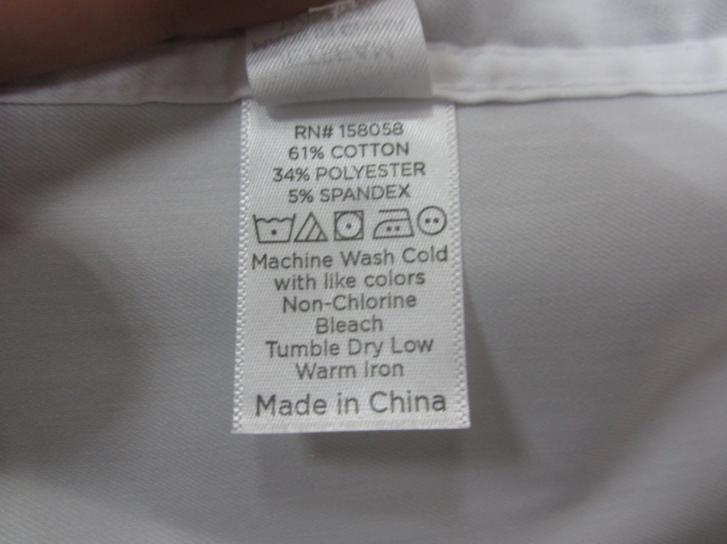 RN# 158058
61% COTTON
34% POLYESTER
5% SPANDEX
Machine Wash Cold
with like colors
Non-Chlorine
Bleach
Tumble Dry Low
Warm Iron
Made in China